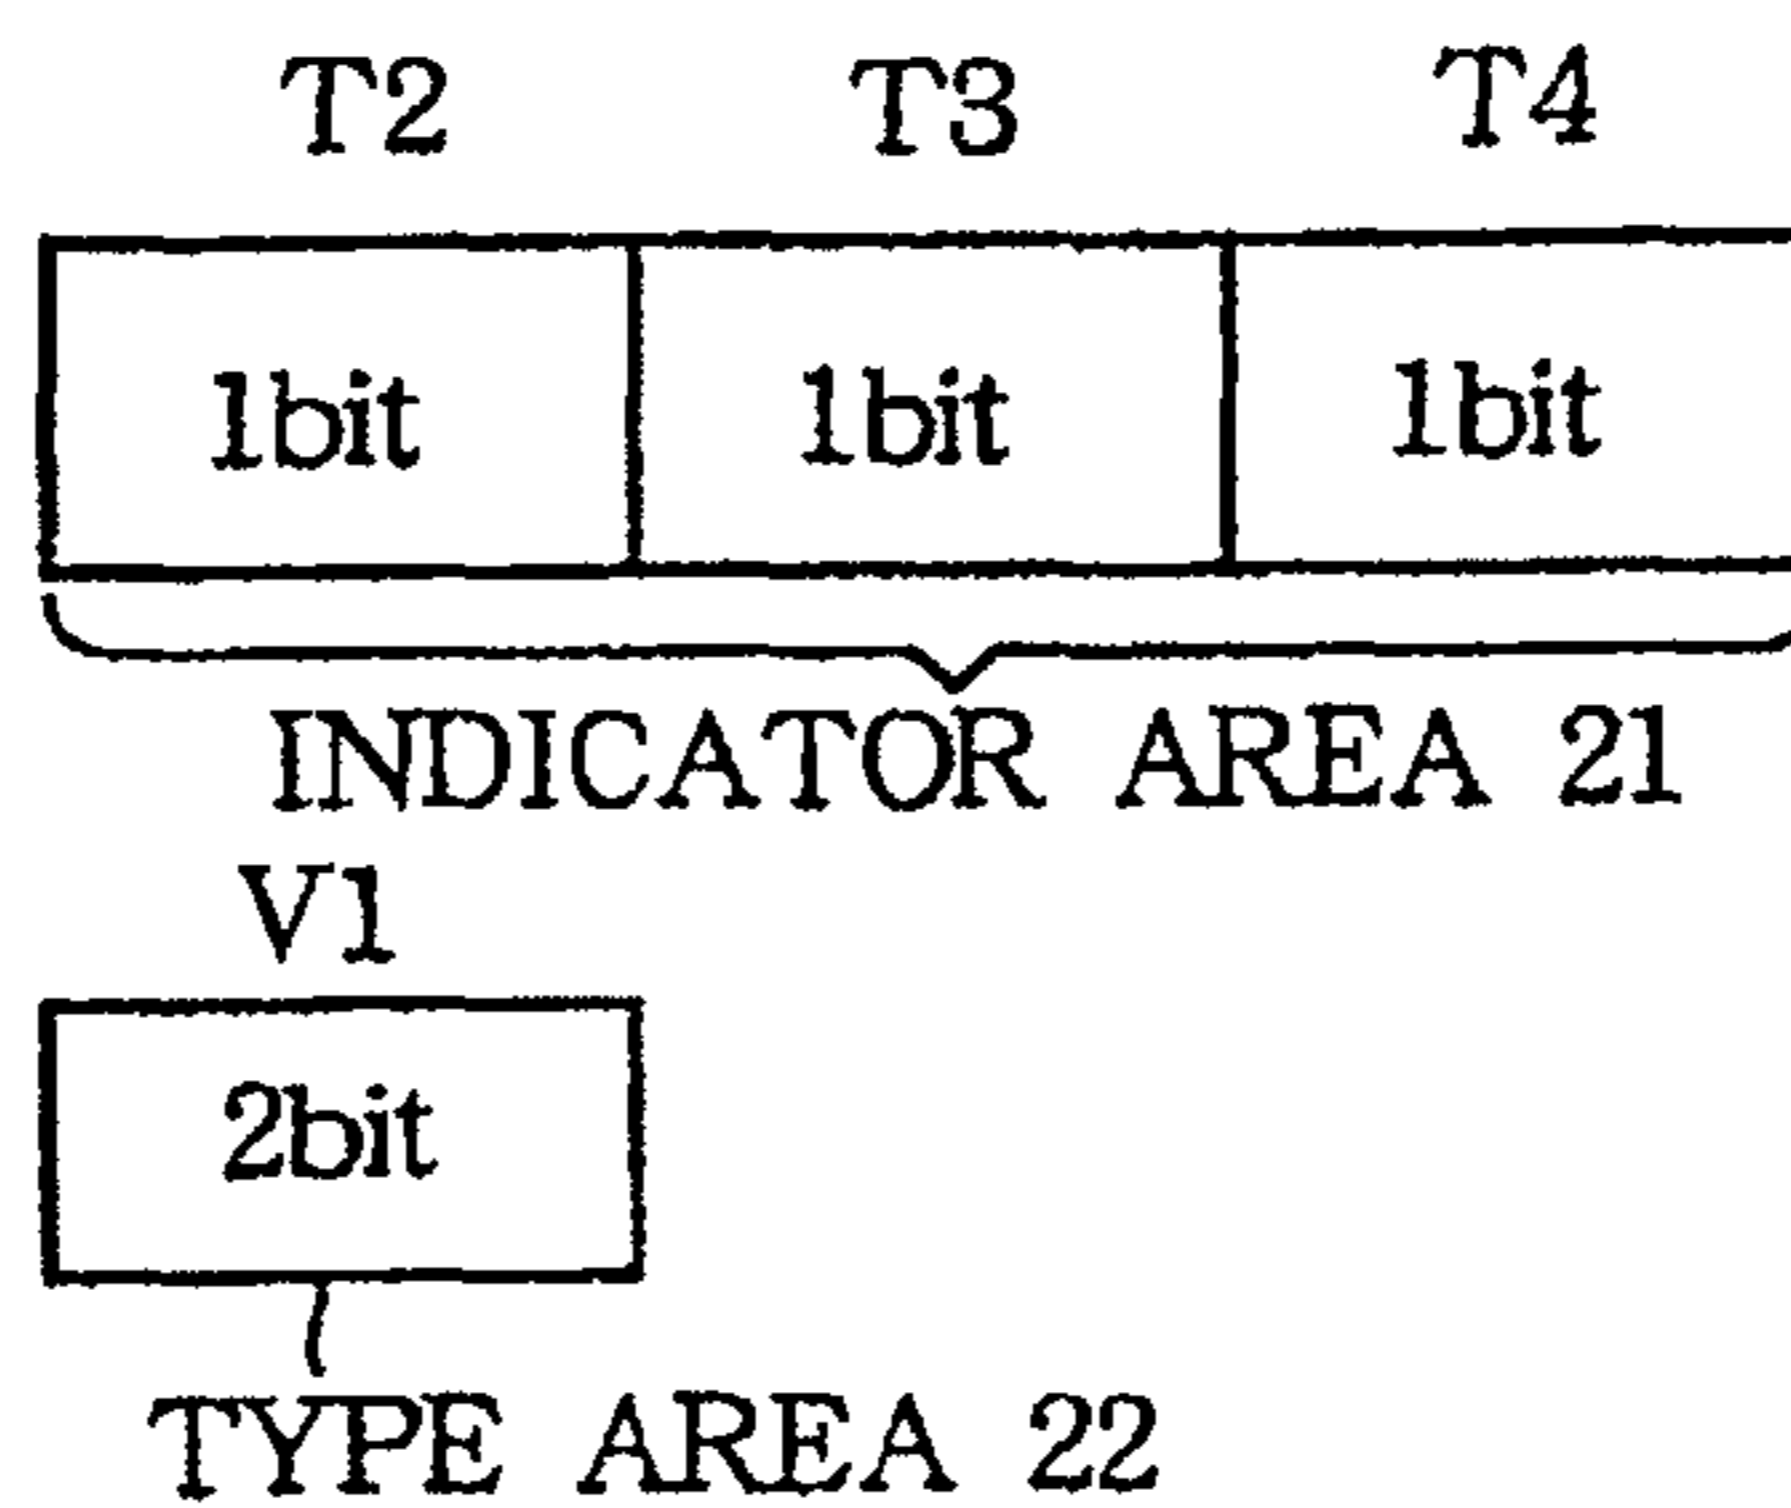 T2 T3 T4
1bit 1bit 1bit
INDICATOR AREA 21
V1
2bit
TYPE AREA 22